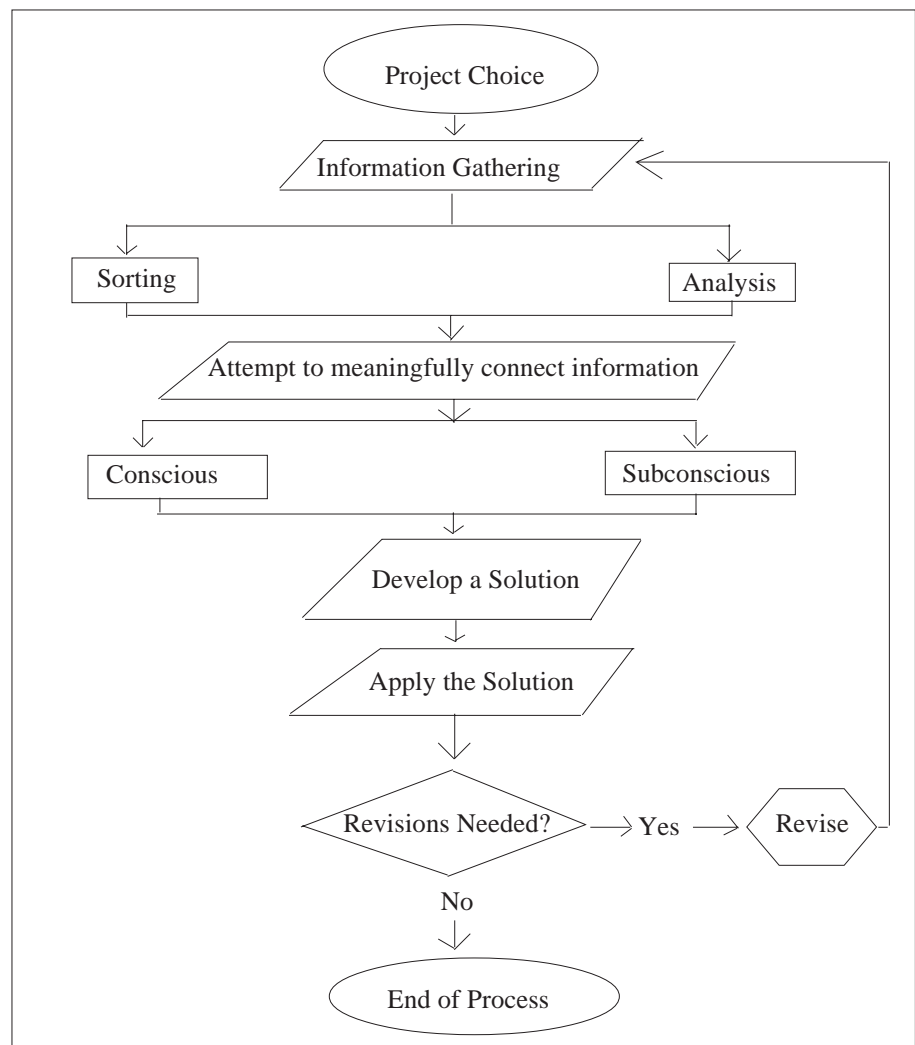 Project Choice
Information Gathering
Sorting
Analysis
Attempt to meaningfully connect information
Conscious
Subconscious
Develop a Solution
Apply the Solution
Revisions Needed?
Yes
Revise
No
End of Process